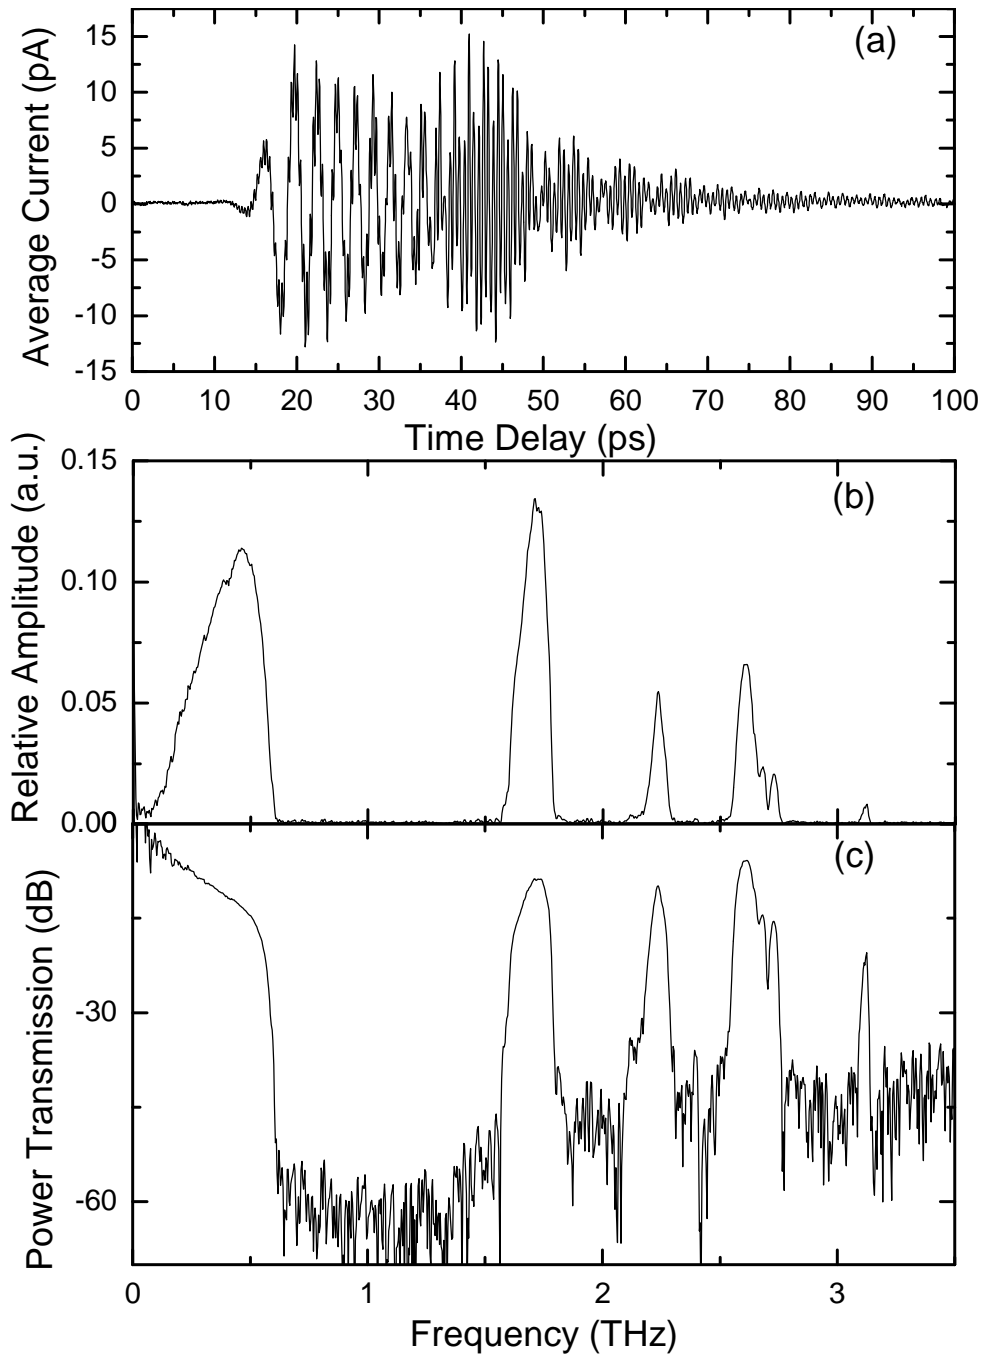 (a)
Average Current (pA)
15
10
5
0
-5
-10
-15
0 10 20 30 40 50 60 70 80 90 100
Time Delay (ps)
(b)
Relative Amplitude (a.u.)
0.15
0.10
0.05
0.00
(c)
Power Transmission (dB)
-30
-60
0 1 2 3
Frequency (THz)